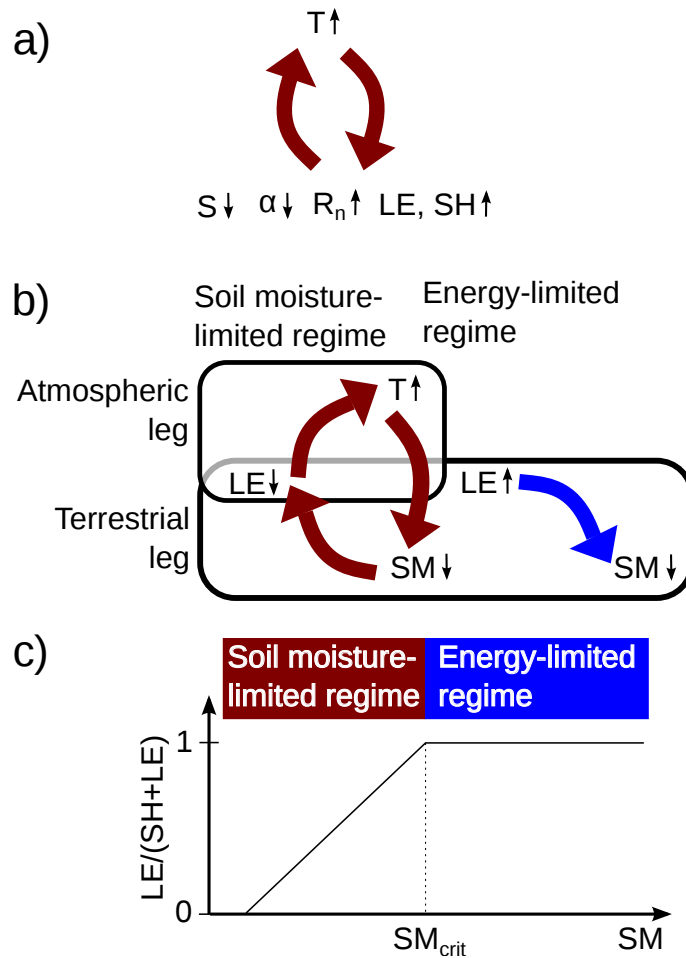 a)
T↑
S↓ α↓ Rn↑ LE, SH↑
b)
Soil moisture-
limited regime
Energy-limited
regime
Atmospheric
leg
T↑
LE↓
LE↑
Terrestrial
leg
SM↓
SM↓
c)
Soil moisture-
limited regime
Energy-limited
regime
LE/(SH+LE)
1
0
SMcrit
SM